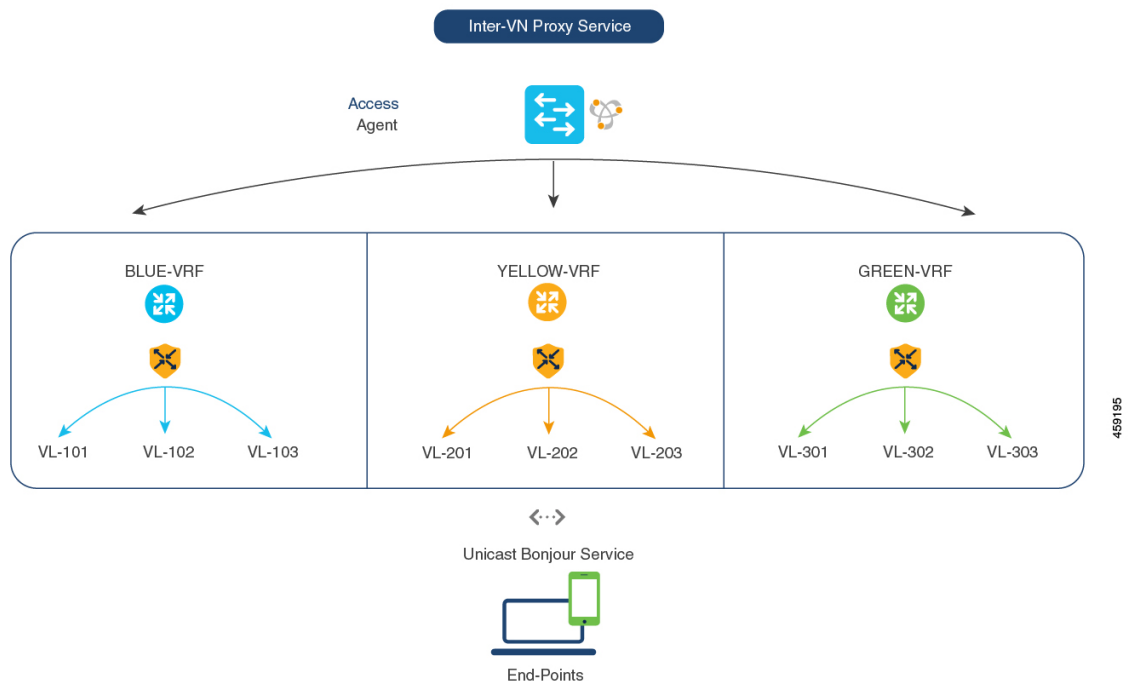 Inter-VN Proxy Service
Access
Agent
BLUE-VRF
YELLOW-VRF
GREEN-VRF
VL-101
VL-102
VL-103
VL-201
VL-202
VL-203
VL-301
VL-302
VL-303
459195
Unicast Bonjour Service
End-Points